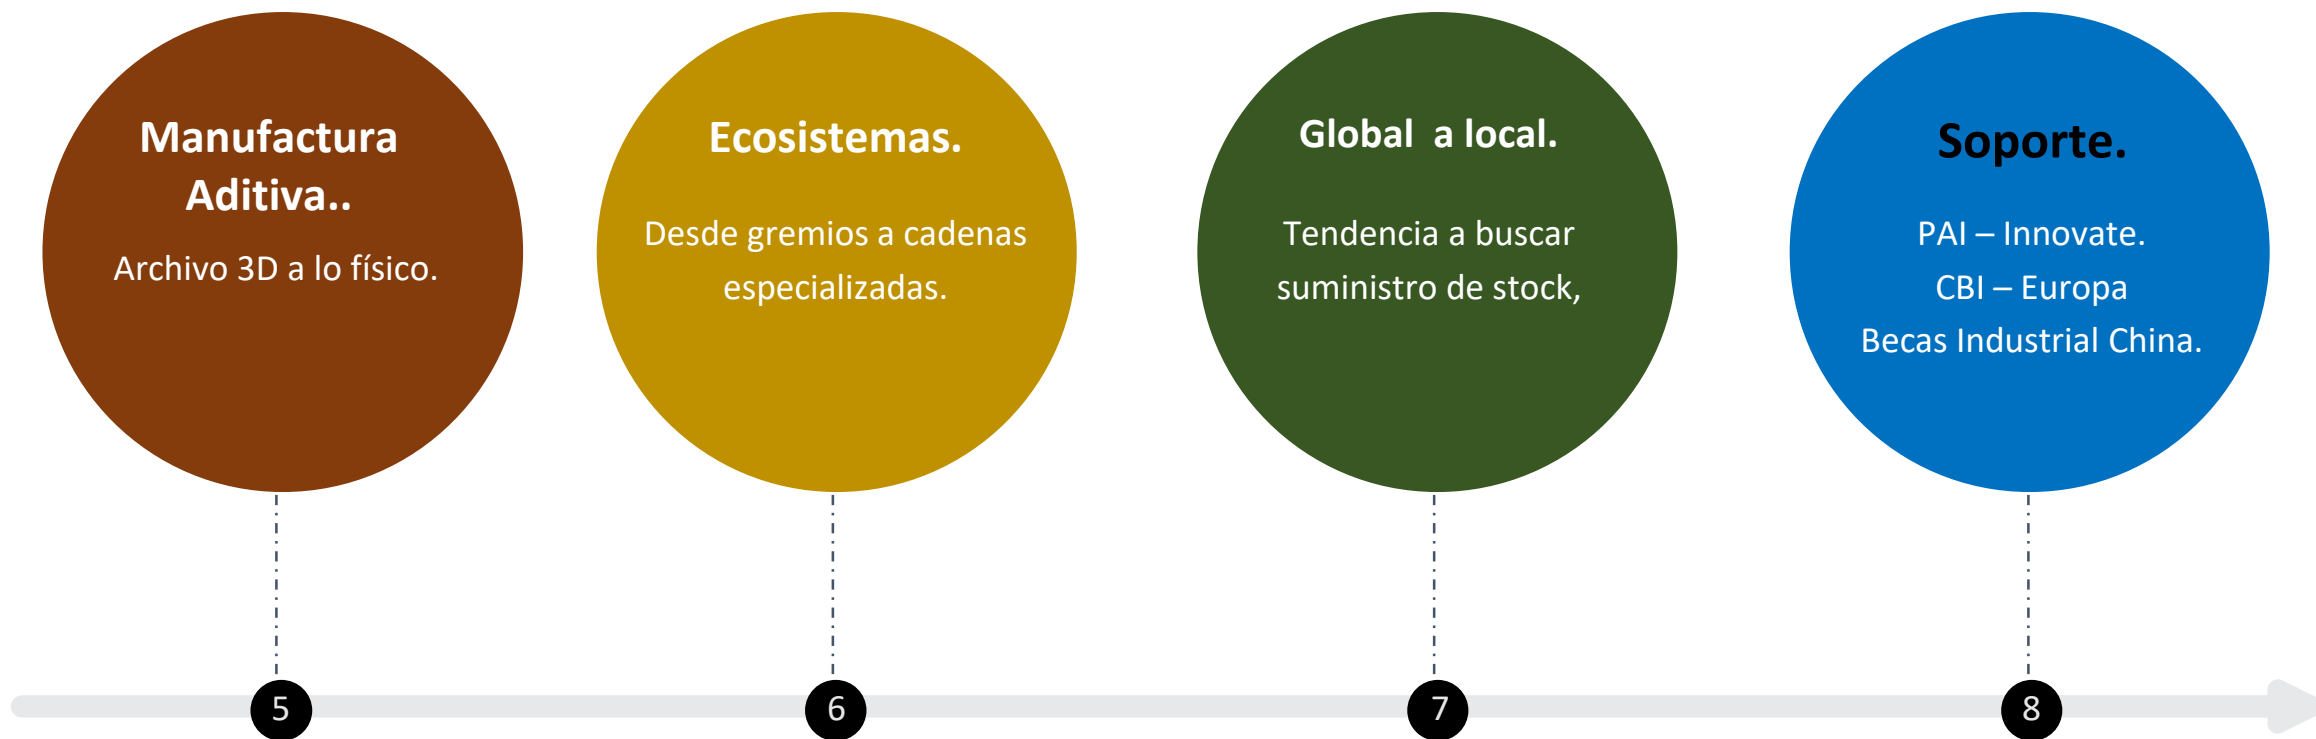 Manufactura
Aditiva..
Archivo 3D a lo físico.
Ecosistemas.
Desde gremios a cadenas
especializadas.
Global  a local.
Tendencia a buscar
suministro de stock,
Soporte.
PAI – Innovate.
CBI – Europa
Becas Industrial China.
5
6
7
8